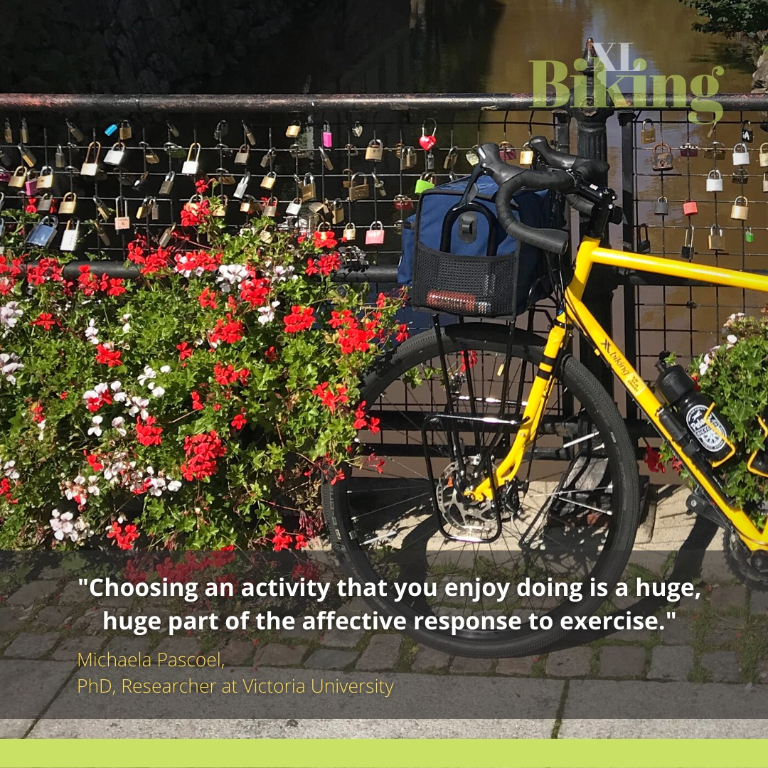 XL
Biking
"Choosing an activity that you enjoy doing is a huge,
huge part of the affective response to exercise."
Michaela Pascoel,
PhD, Researcher at Victoria University